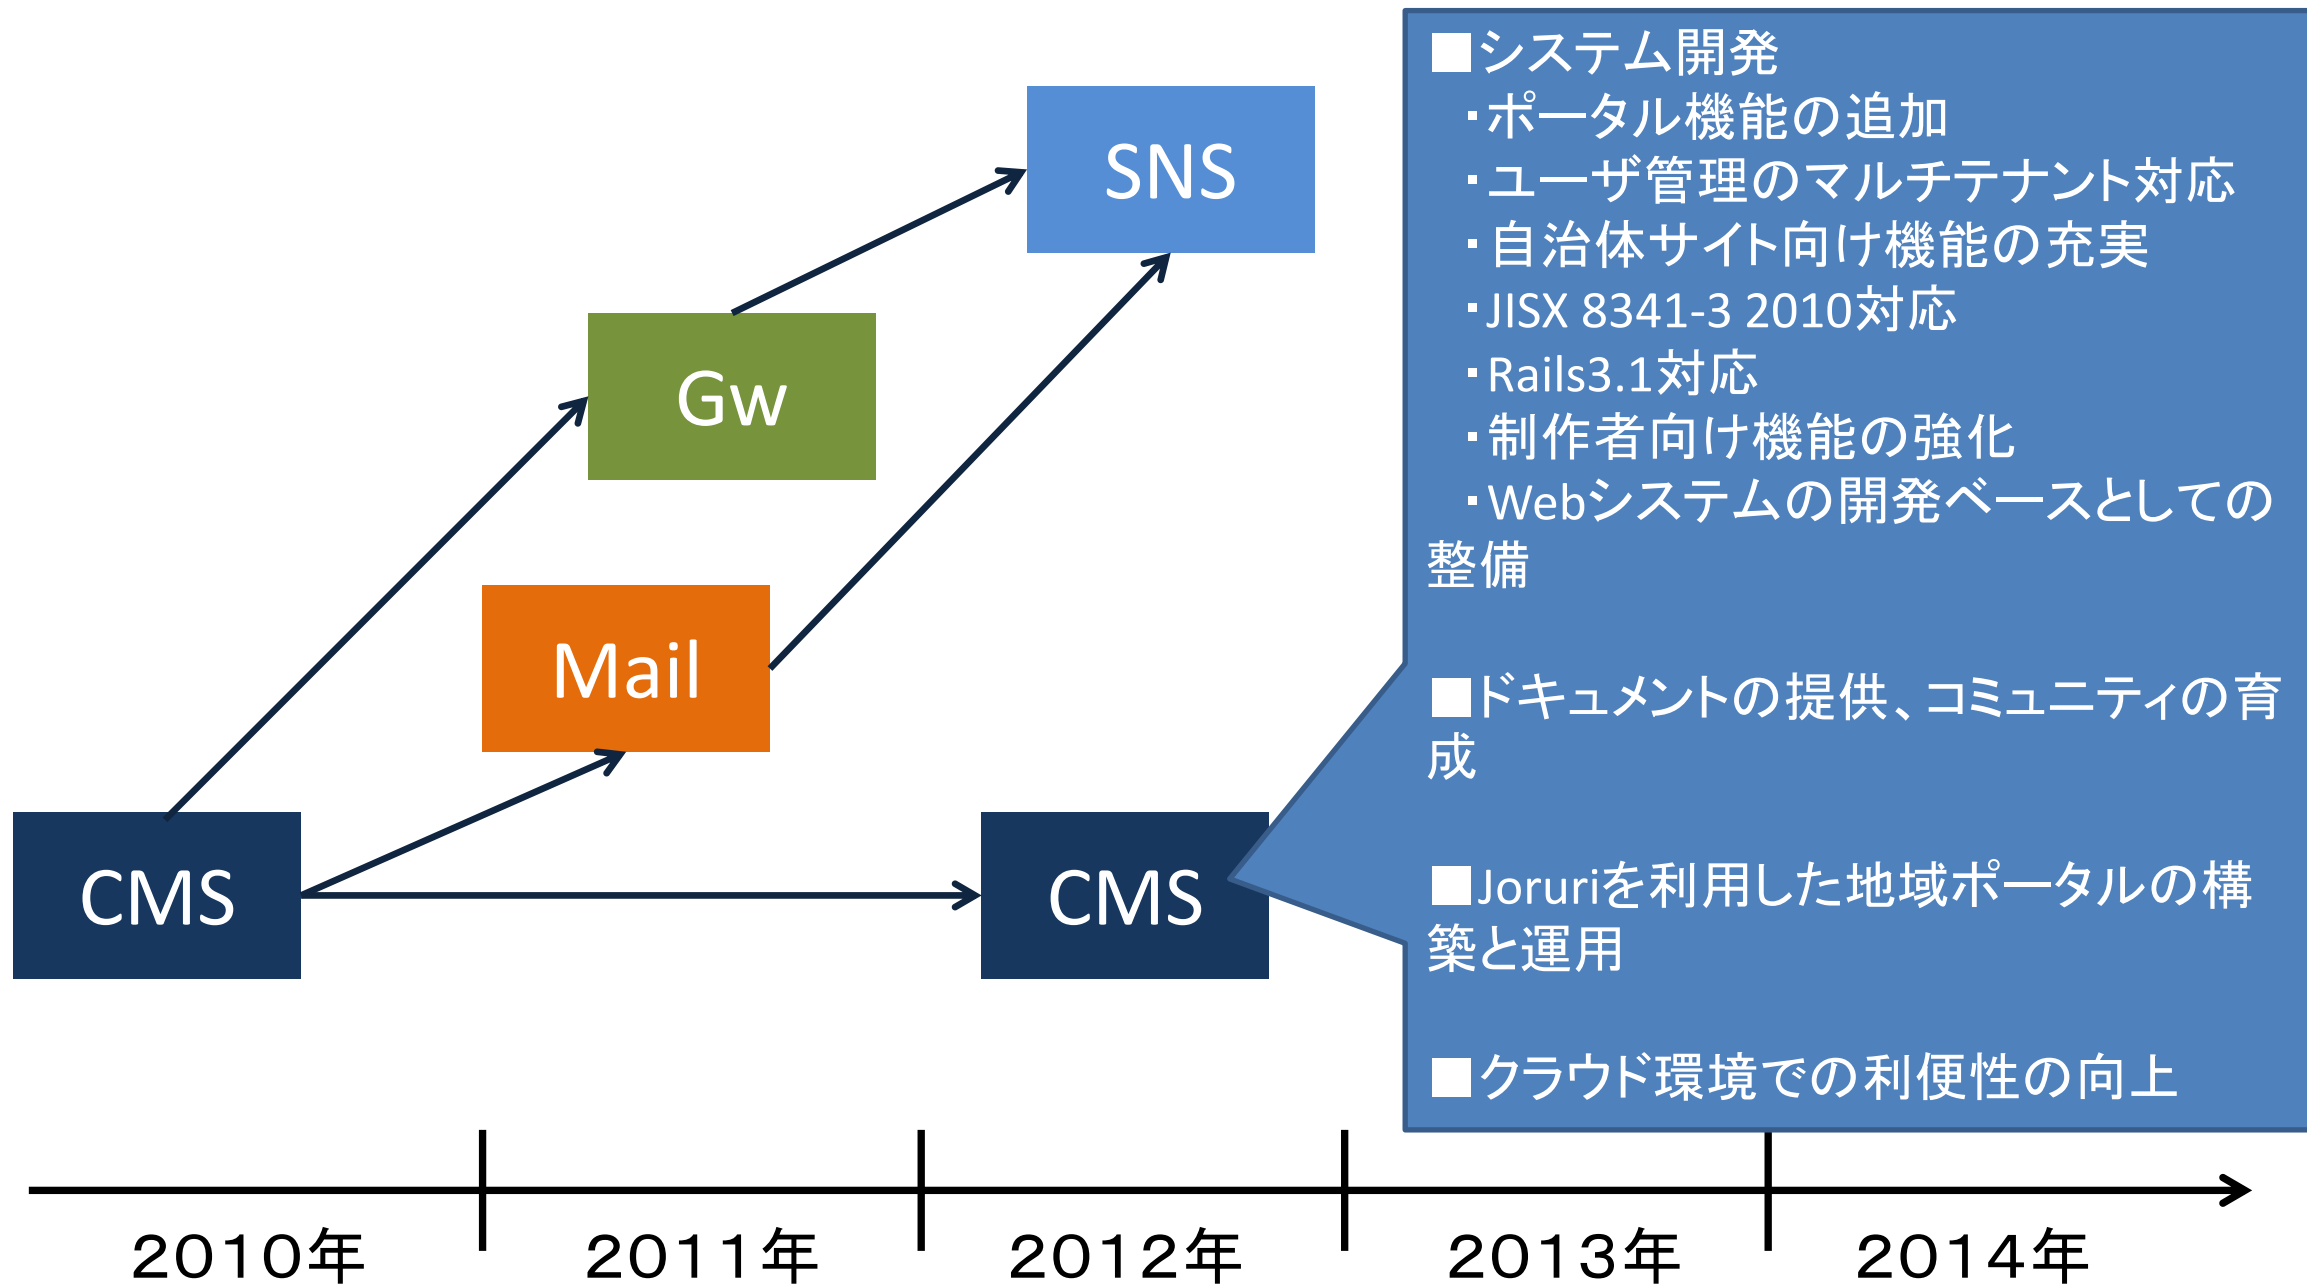 SNS
Gw
Mail
CMS
CMS
■システム開発
・ポータル機能の追加
・ユーザ管理のマルチテナント対応
・自治体サイト向け機能の充実
・JISX 8341-3 2010対応
・Rails3.1対応
・制作者向け機能の強化
・Webシステムの開発ベースとしての
整備
■ドキュメントの提供、コミュニティの育
成
■Joruriを利用した地域ポータルの構
築と運用
■クラウド環境での利便性の向上
２０１０年
２０１１年
２０１２年
２０１３年
２０１４年